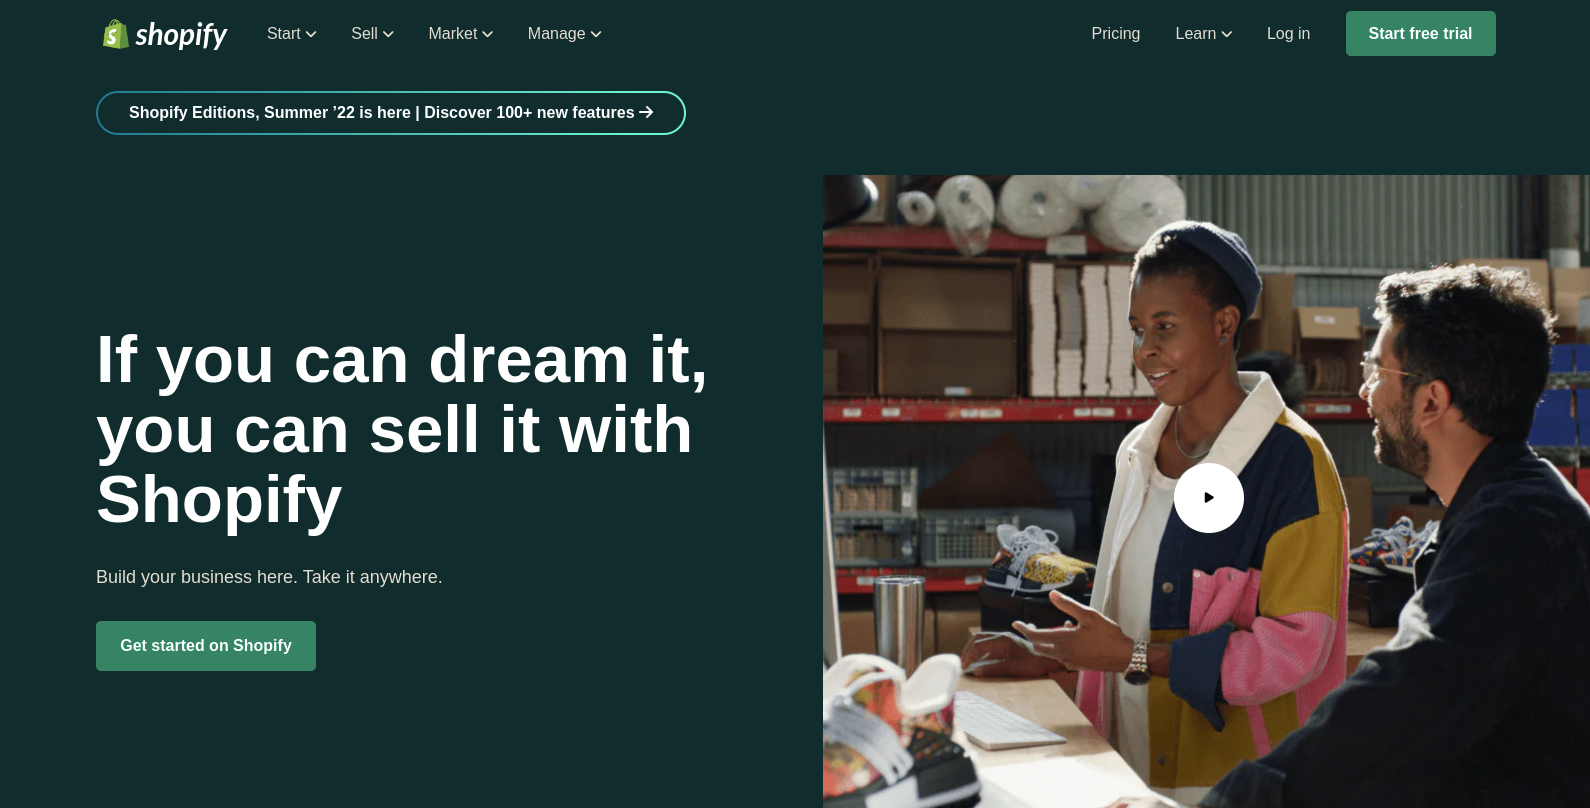 shopify
Start
Sell
Market
Manage
Pricing
Learn
Log in
Start free trial
Shopify Editions, Summer ’22 is here | Discover 100+ new features
If you can dream it,
you can sell it with
Shopify
Build your business here. Take it anywhere.
Get started on Shopify